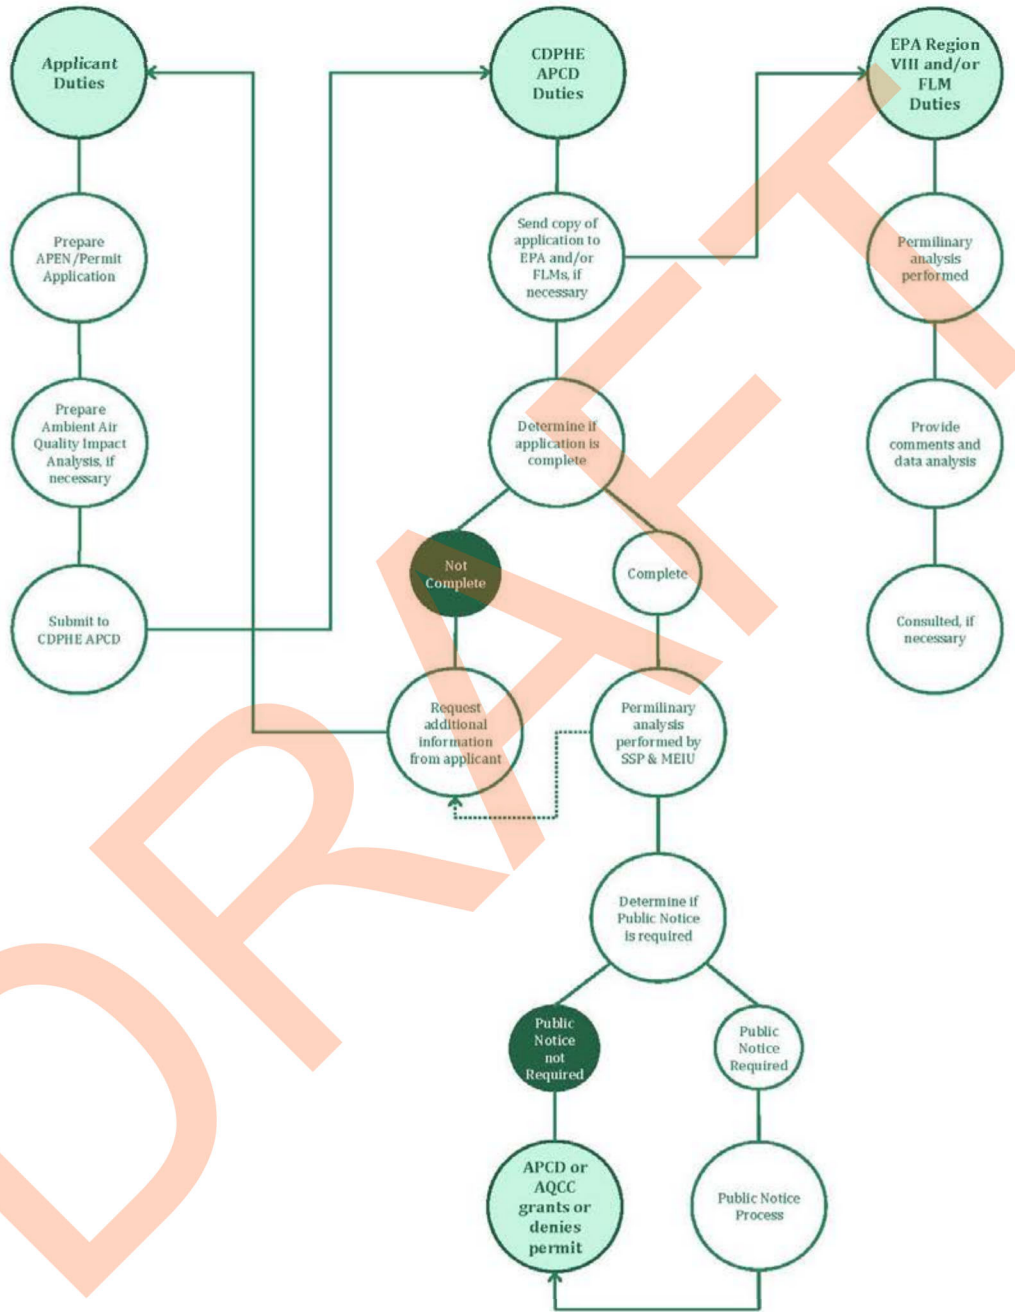 Applicant
Duties
Prepare
APEN/Permit
Application
Prepare
Ambient Air
Quality Impact
Analysis, if
necessary
Submit to
CDPHE APCD
CDPHE
APCD
Duties
Send copy of
application to
EPA and/or
FLMs, if
necessary
Determine if
application is
complete
Not
Complete
Complete
Request
additional
information
from applicant
Permilinary
analysis
performed by
SSP & MEIU
Determine if
Public Notice
is required
Public
Notice
not
Required
Public
Notice
Required
APCD or
AQCC
grants or
denies
permit
Public Notice
Process
EPA Region
VIII and/or
FLM
Duties
Permilinary
analysis
performed
Provide
comments and
data analysis
Consulted, if
necessary
DRAFT